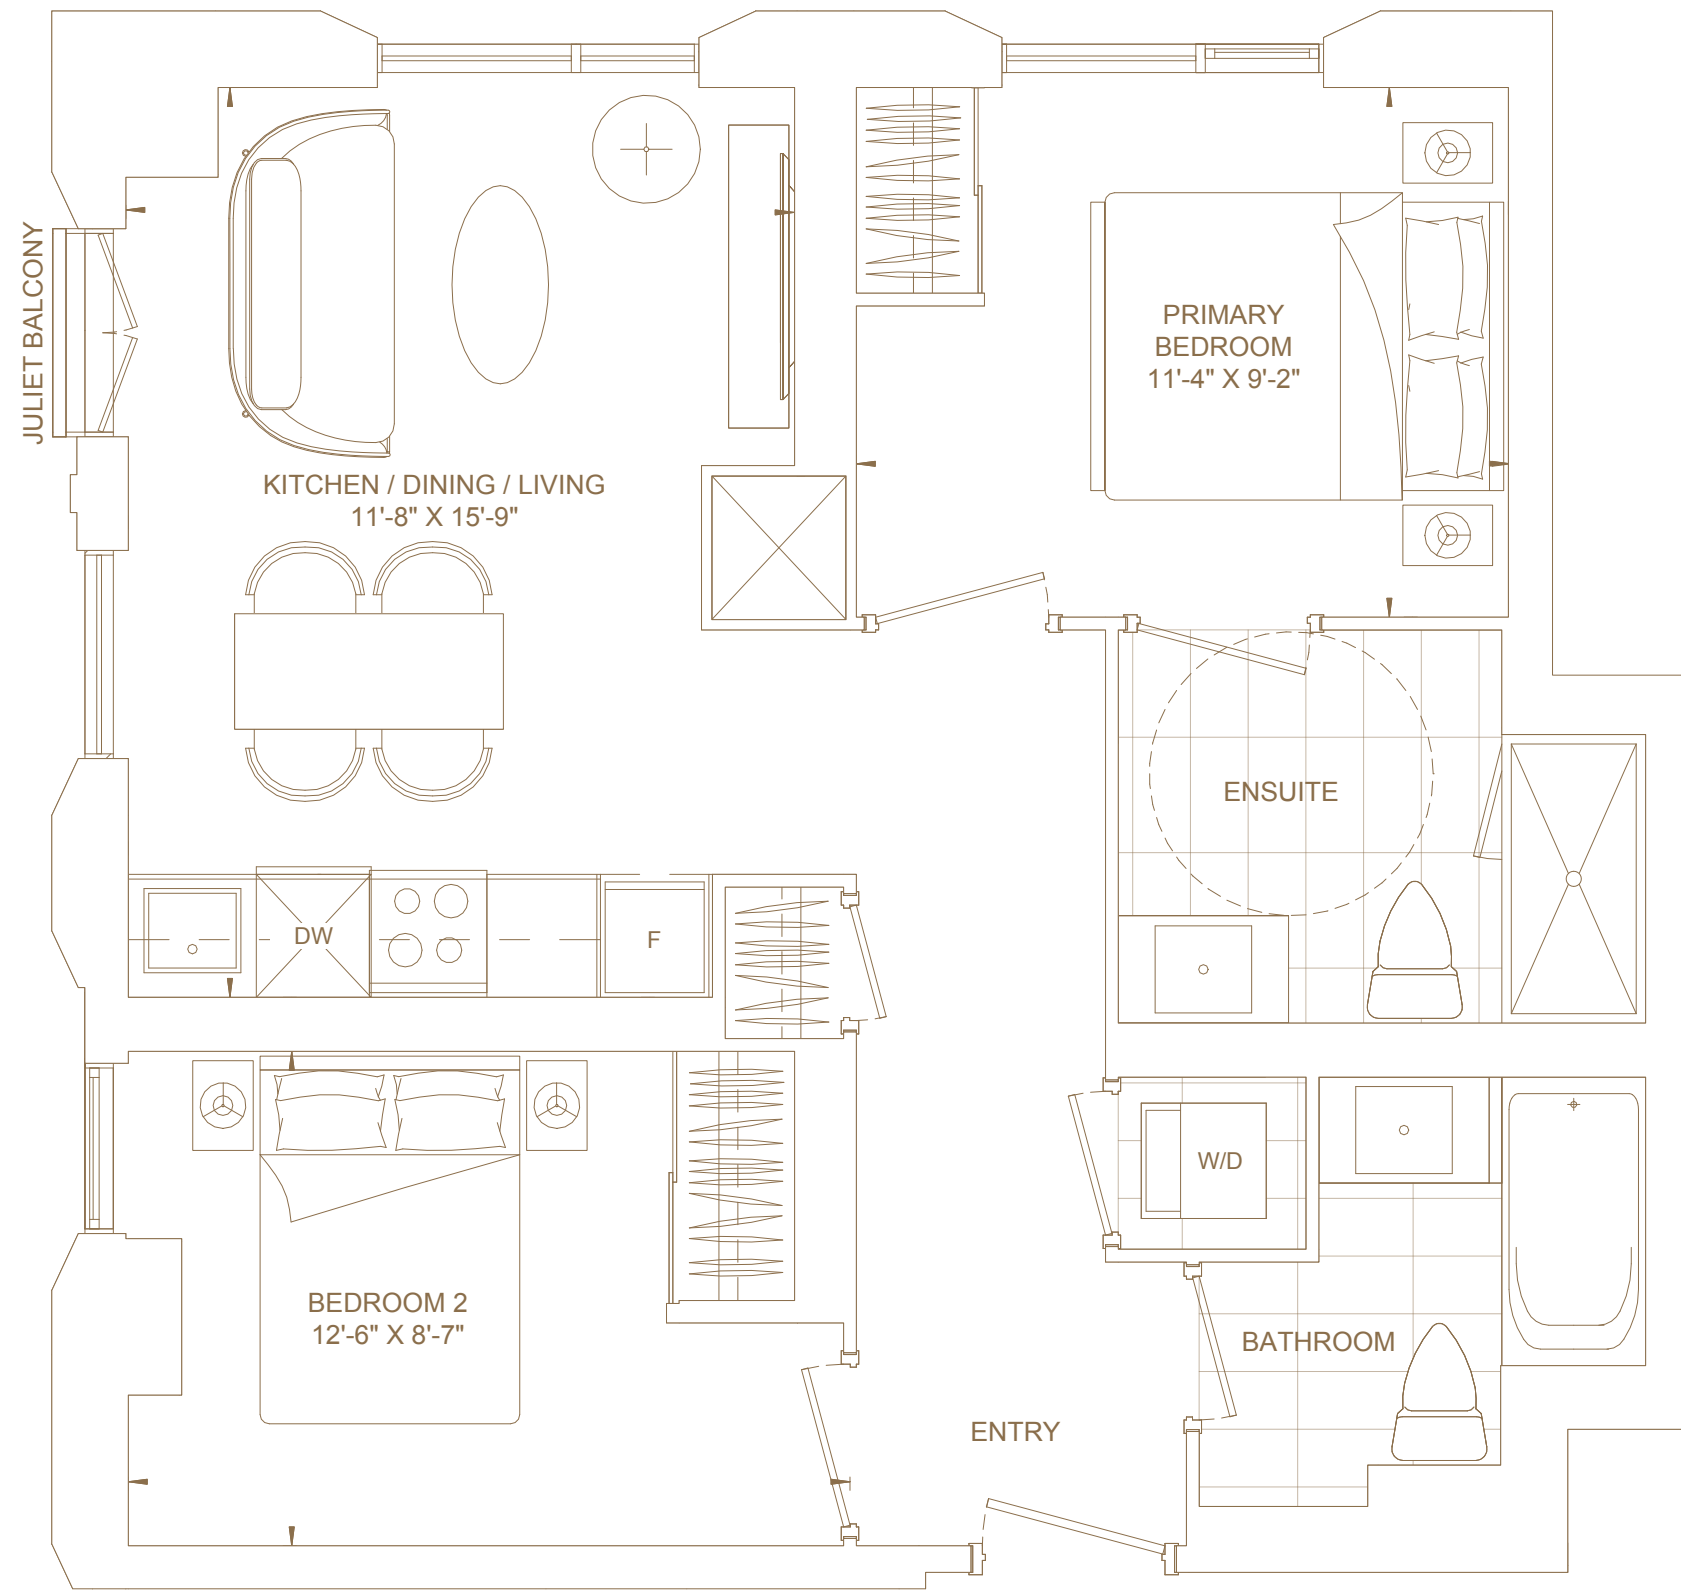 JULIET BALCONY
KITCHEN / DINING / LIVING
11'-8" X 15'-9"
PRIMARY
BEDROOM
11'-4" X 9'-2"
ENSUITE
DW
F
W/D
BEDROOM 2
12'-6" X 8'-7"
BATHROOM
ENTRY